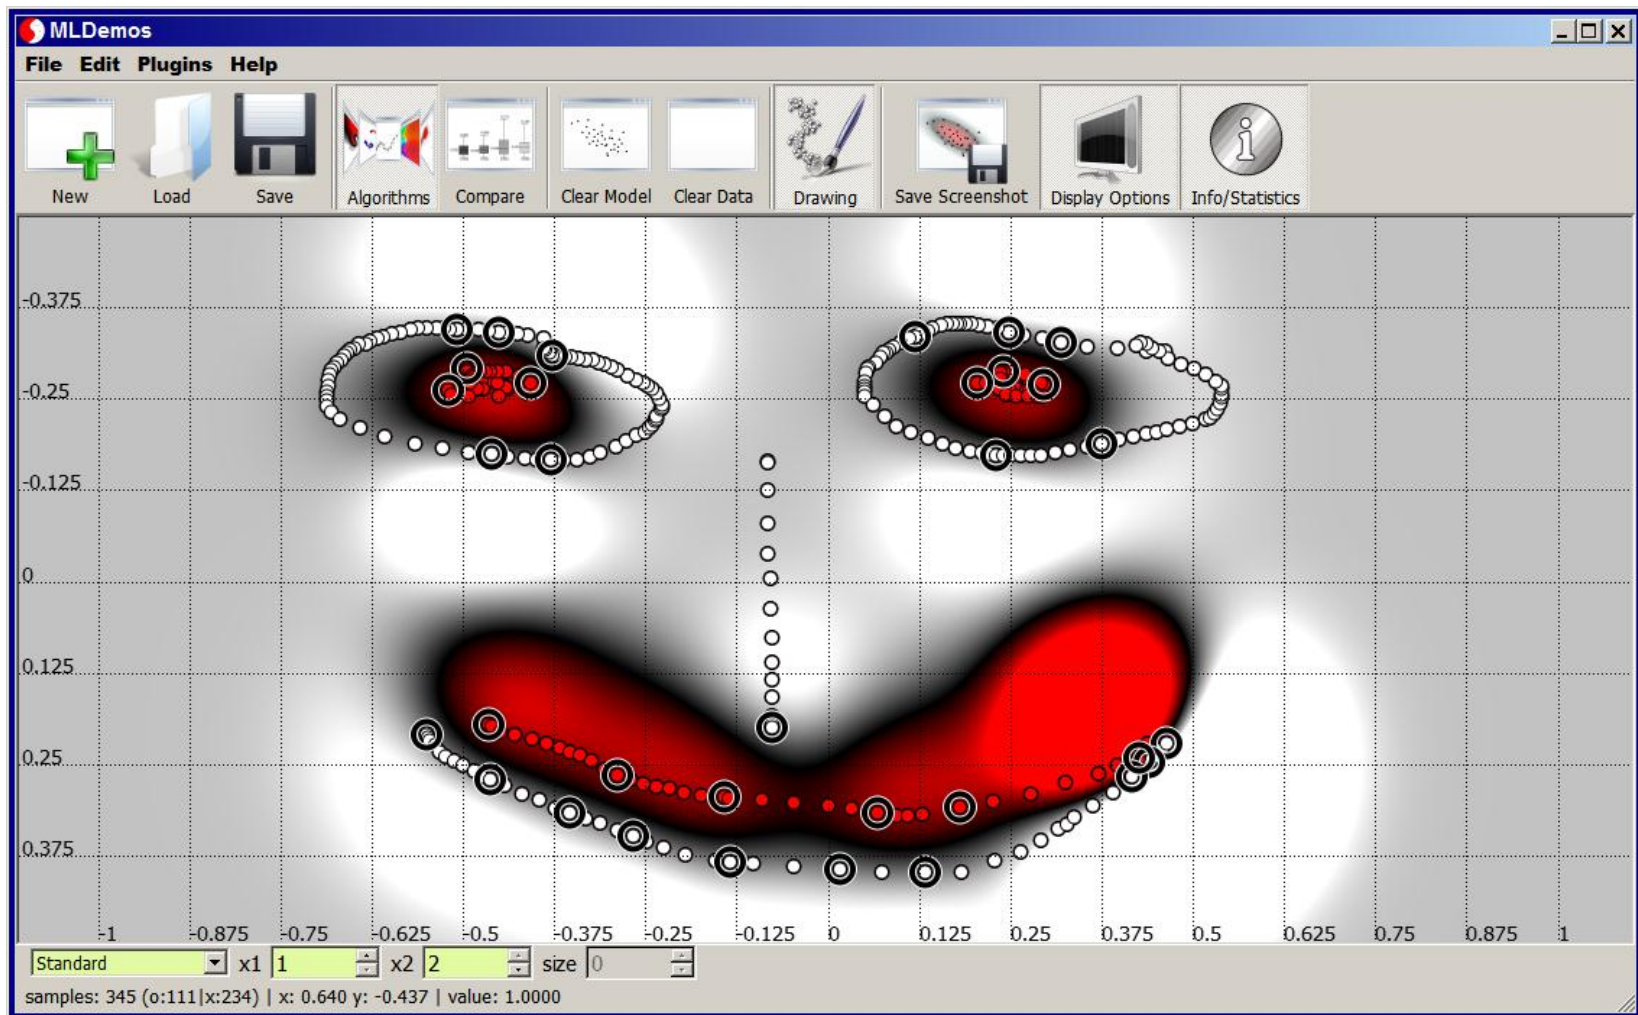 MLDemos
File Edit Plugins Help
New Load Save Algorithms Compare Clear Model Clear Data Drawing Save Screenshot Display Options Info/Statistics
-0.375
-0.25
-0.125
0
0.125
0.25
0.375
-1 -0.875 -0.75 -0.625 -0.5 -0.375 -0.25 -0.125 0 0.125 0.25 0.375 0.5 0.625 0.75 0.875 1
Standard x1 1 x2 2 size 0
samples: 345 (o:111|x:234) | x: 0.640 y: -0.437 | value: 1.0000